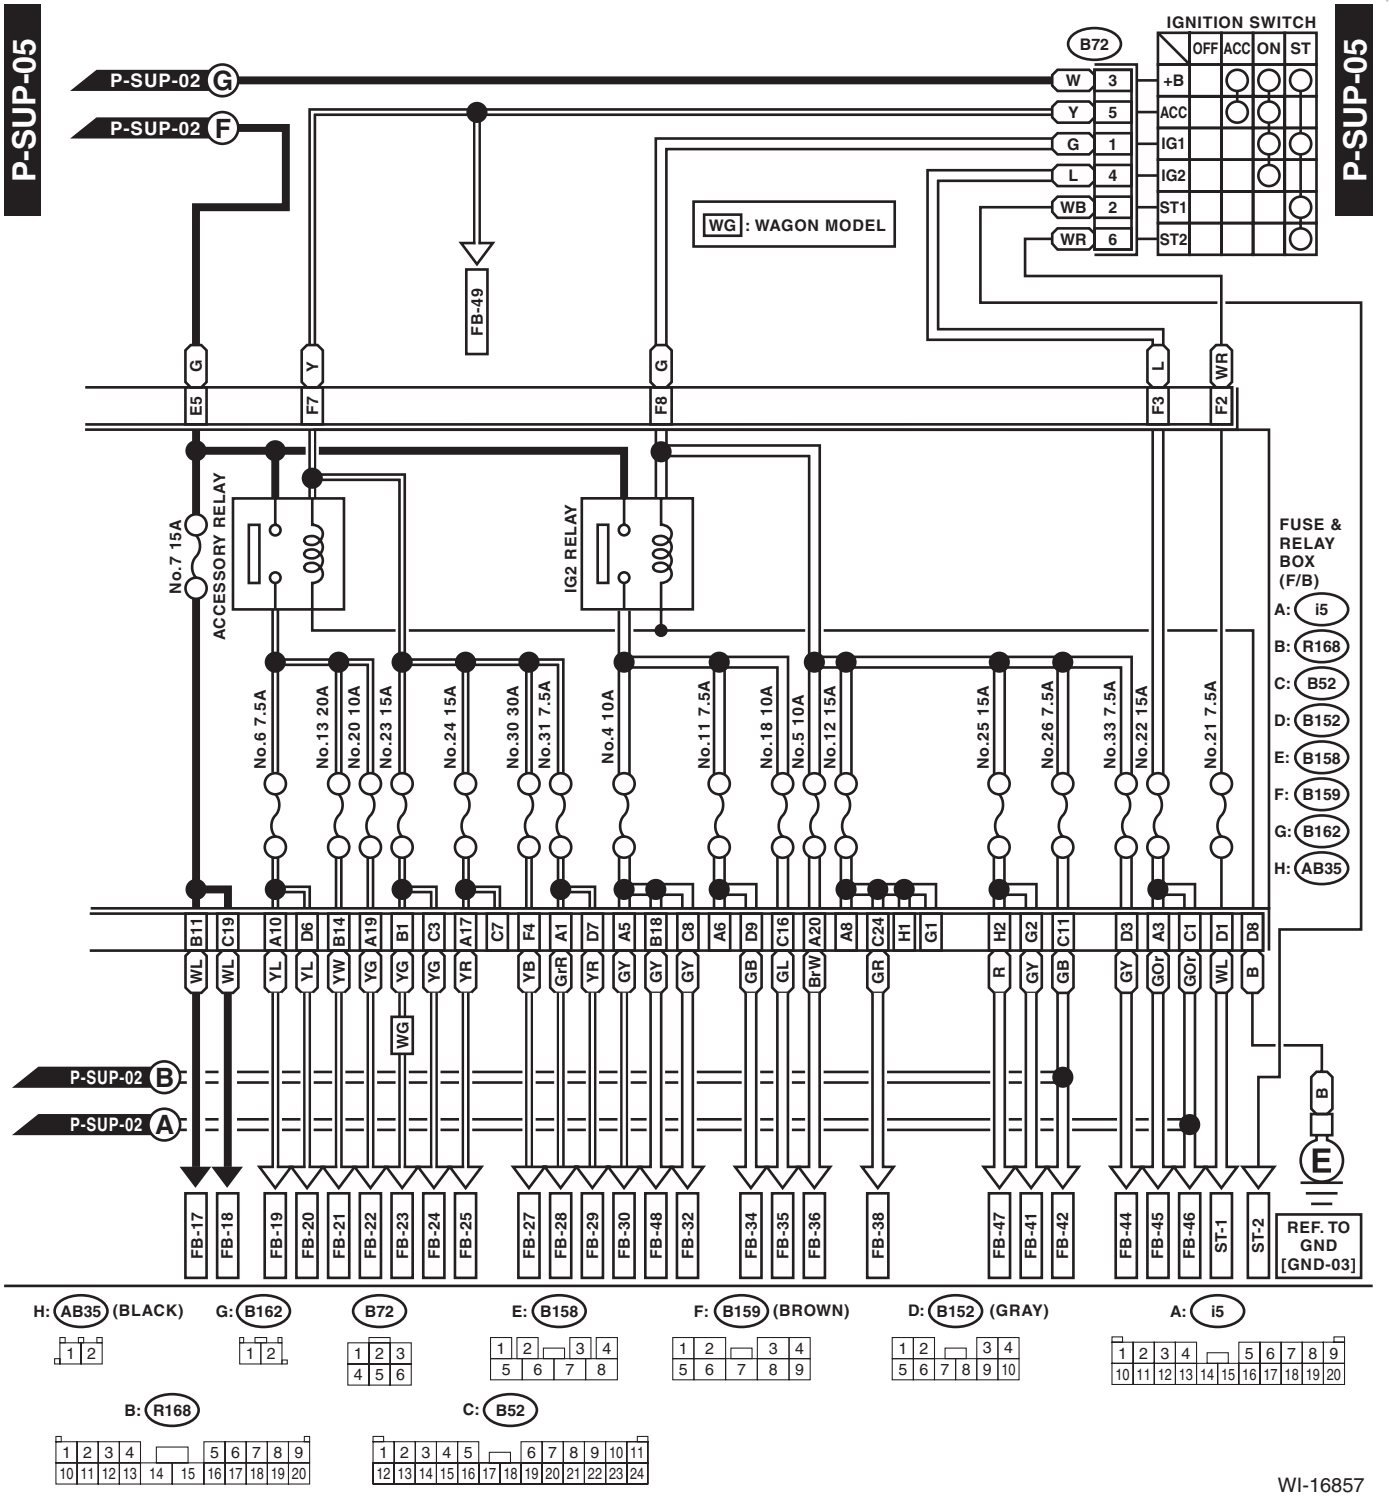 P-SUP-05
P-SUP-05
IGNITION SWITCH
B72
OFF ACC ON ST
P-SUP-02 G
W 3 +B
Y 5 ACC
P-SUP-02 F
G 1 IG1
L 4 IG2
WB 2 ST1
WR 6 ST2
WG : WAGON MODEL
FB-49
G Y G L WR
E5 F7 F8 F3 F2
ACCESSORY RELAY
IG2 RELAY
No.7 15A
FUSE &
RELAY
BOX
(F/B)
A: i5
B: R168
C: B52
D: B152
E: B158
F: B159
G: B162
H: AB35
No.6 7.5A
No.13 20A
No.20 10A
No.23 15A
No.24 15A
No.30 30A
No.31 7.5A
No.4 10A
No.11 7.5A
No.18 10A
No.5 10A
No.12 15A
No.25 15A
No.26 7.5A
No.33 7.5A
No.22 15A
No.21 7.5A
B11 C19 A10 D6 B14 A19 B1 C3 A17 C7 F4 A1 D7 A5 B18 C8 A6 D9 C16 A20 A8 C24 H1 G1 H2 G2 C11 D3 A3 C1 D1 D8
WL WL YL YL YW YrG YG YG YR YB GrR YR GY GY GY GB GL BrW GR R GY GB GY GOr GOr WL B
WG
P-SUP-02 B
B
P-SUP-02 A
E
FB-17 FB-18 FB-19 FB-20 FB-21 FB-22 FB-23 FB-24 FB-25 FB-27 FB-28 FB-29 FB-30 FB-48 FB-32 FB-34 FB-35 FB-36 FB-38 FB-47 FB-41 FB-42 FB-44 FB-45 FB-46 ST-1 ST-2
REF. TO
GND
[GND-03]
H: AB35 (BLACK)
1 2
G: B162
1 2
B72
1 2 3
4 5 6
E: B158
1 2 3 4
5 6 7 8
F: B159 (BROWN)
1 2 3 4
5 6 7 8 9
D: B152 (GRAY)
1 2 3 4
5 6 7 8 9 10
A: i5
1 2 3 4 5 6 7 8 9
10 11 12 13 14 15 16 17 18 19 20
B: R168
1 2 3 4 5 6 7 8 9
10 11 12 13 14 15 16 17 18 19 20
C: B52
1 2 3 4 5 6 7 8 9 10 11
12 13 14 15 16 17 18 19 20 21 22 23 24
WI-16857